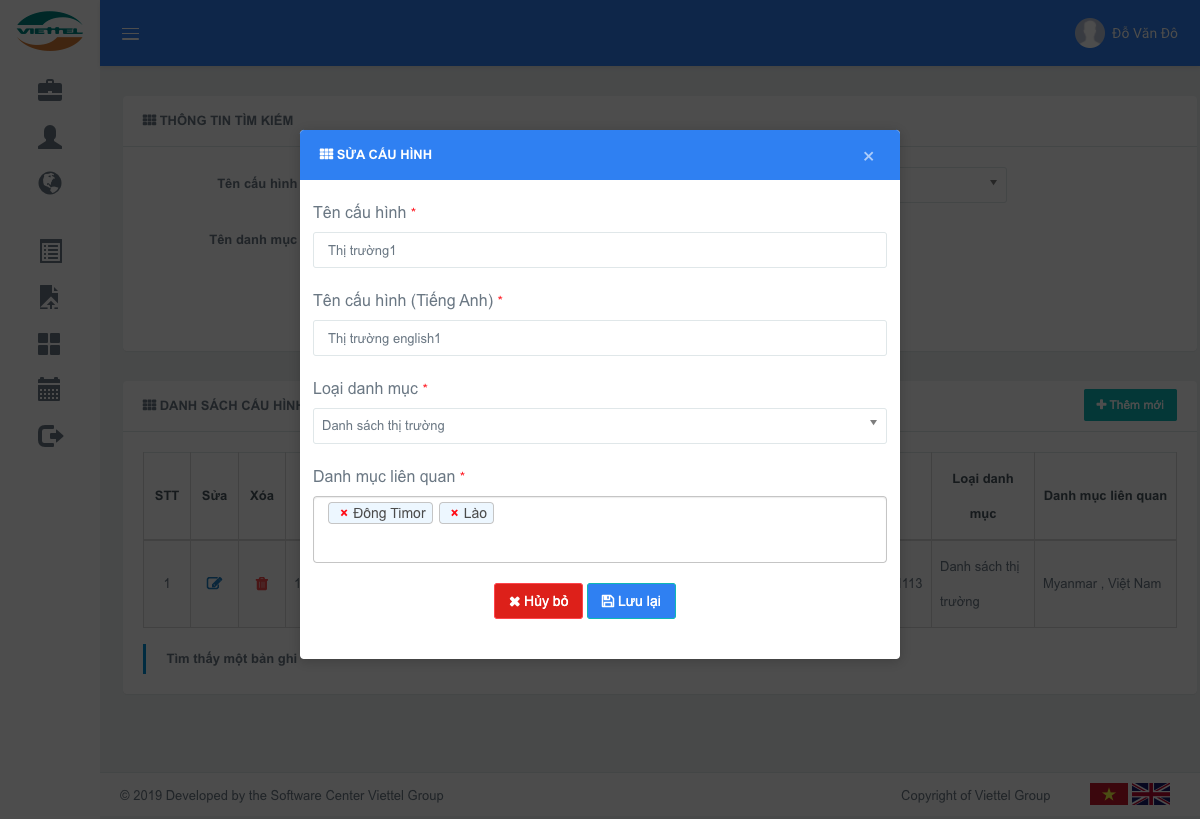 VIETTEL
Đỗ Văn Đô
THÔNG TIN TÌM KIẾM
SỬA CẤU HÌNH ×
Tên cấu hình
Tên danh mục
Tên cấu hình *
Thị trường1
Tên cấu hình (Tiếng Anh) *
Thị trường english1
Loại danh mục *
Danh sách thị trường
Danh mục liên quan *
× Đông Timor × Lào
Hủy bỏ Lưu lại
DANH SÁCH CẤU HÌNH
Thêm mới
STT Sửa Xóa Loại danh mục Danh mục liên quan
1 1 113 Danh sách thị trường Myanmar , Việt Nam
Tìm thấy một bản ghi
© 2019 Developed by the Software Center Viettel Group
Copyright of Viettel Group